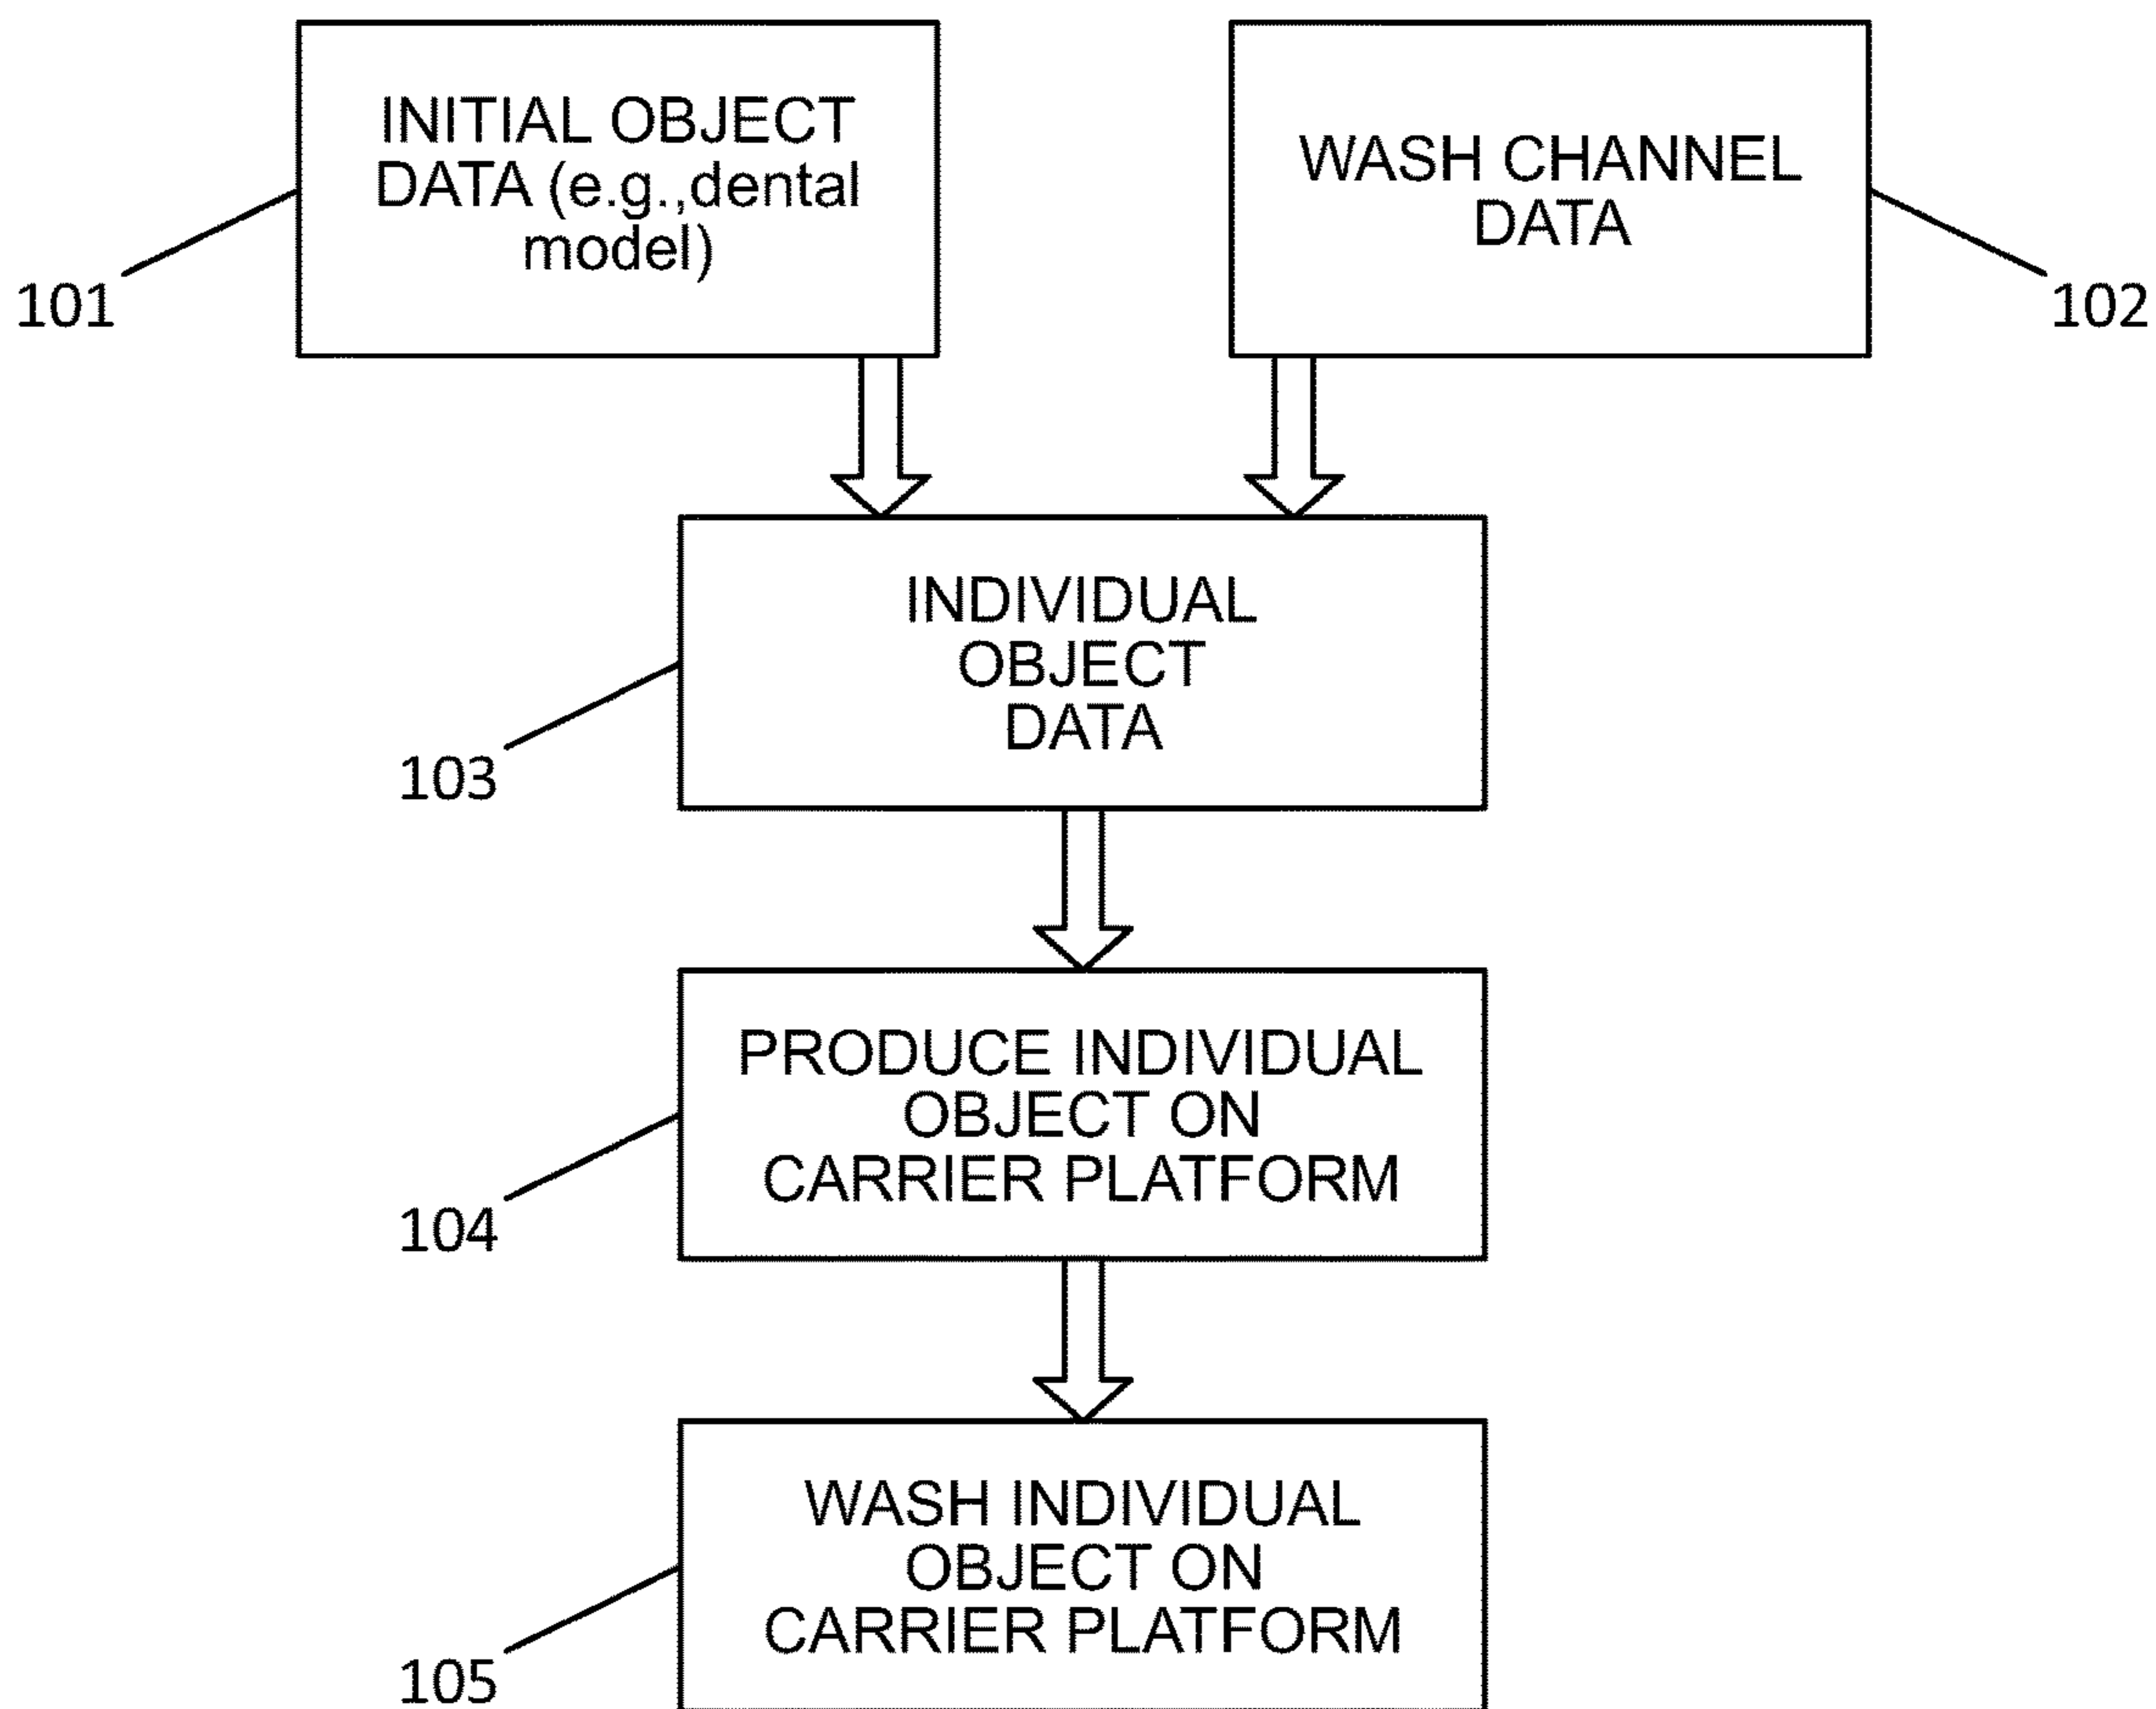 INITIAL OBJECT
DATA (e.g.,dental
model)
WASH CHANNEL
DATA
101
102
INDIVIDUAL
OBJECT
DATA
103
PRODUCE INDIVIDUAL
OBJECT ON
CARRIER PLATFORM
104
WASH INDIVIDUAL
OBJECT ON
CARRIER PLATFORM
105